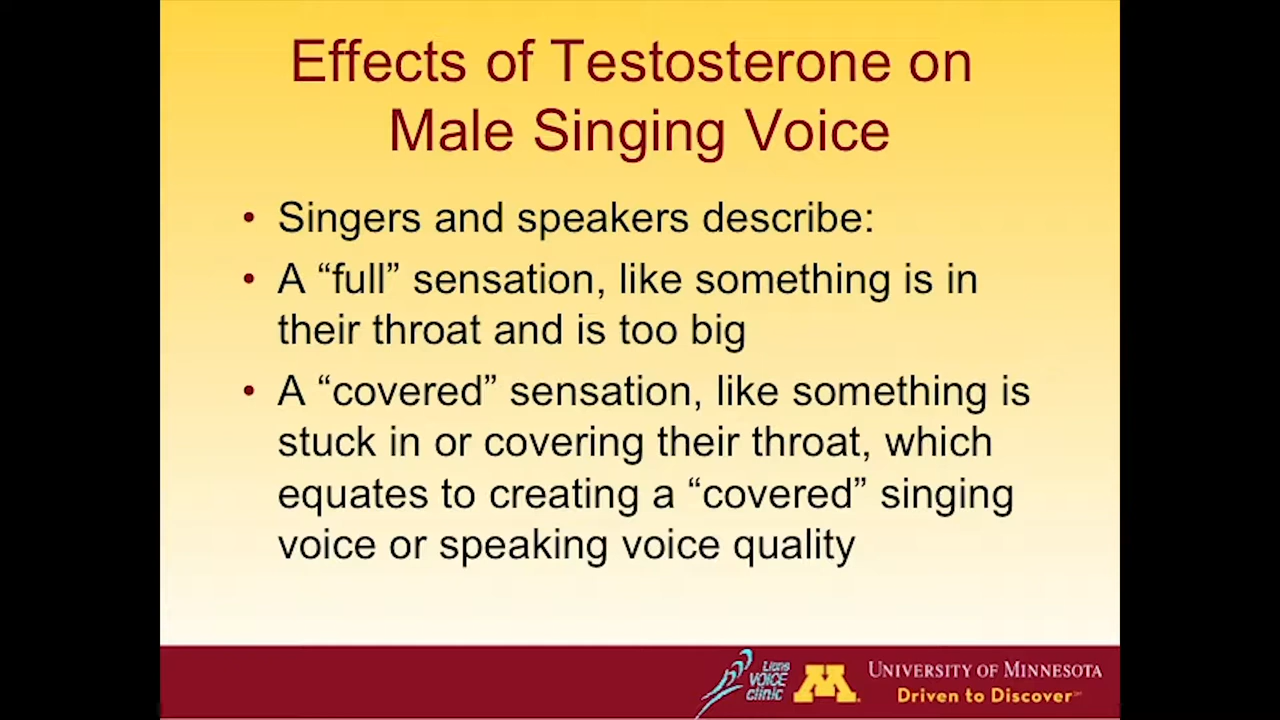 Effects of Testosterone on
Male Singing Voice
• Singers and speakers describe:
• A “full” sensation, like something is in
their throat and is too big
• A “covered” sensation, like something is
stuck in or covering their throat, which
equates to creating a “covered” singing
voice or speaking voice quality
Lions
VOICE
clinic
M
UNIVERSITY OF MINNESOTA
Driven to Discover℠